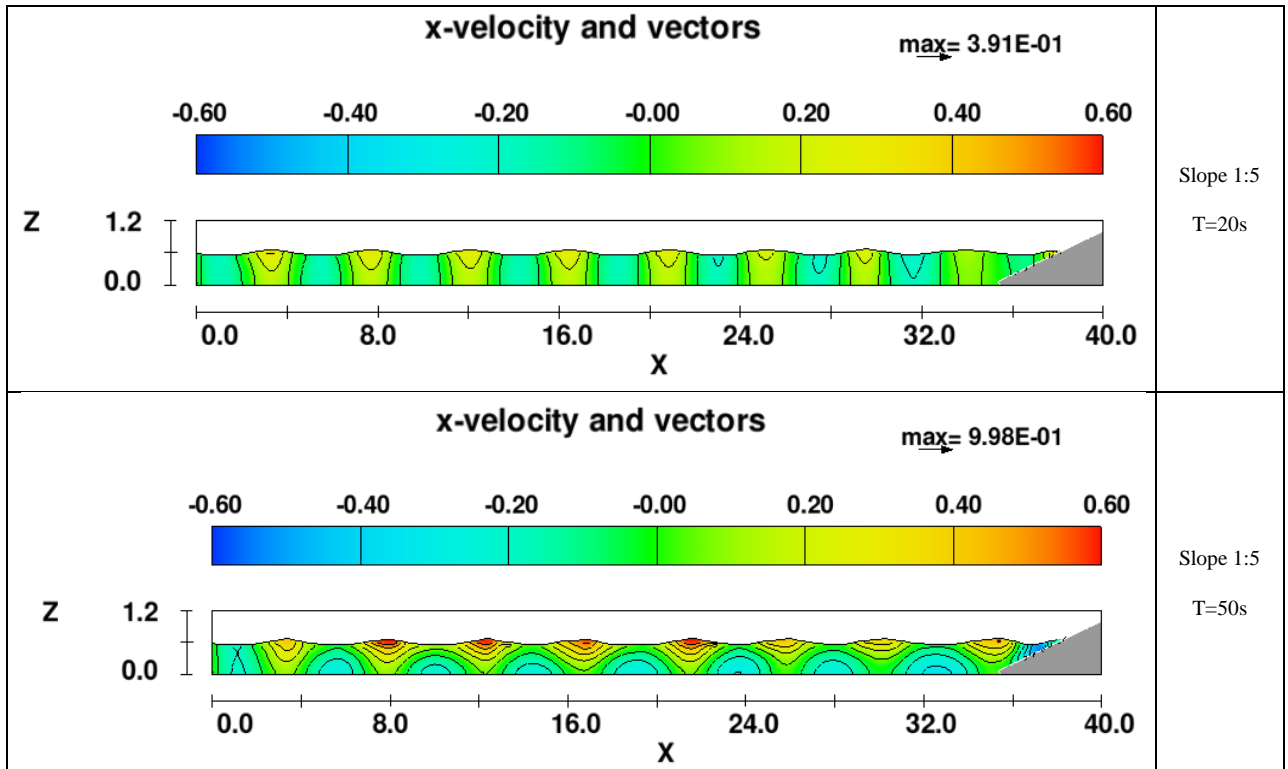 x-velocity and vectors
max= 3.91E-01
-0.60 -0.40 -0.20 -0.00 0.20 0.40 0.60
Z 1.2
0.0
0.0 8.0 16.0 24.0 32.0 40.0
X
Slope 1:5
T=20s
x-velocity and vectors
max= 9.98E-01
-0.60 -0.40 -0.20 -0.00 0.20 0.40 0.60
Z 1.2
0.0
0.0 8.0 16.0 24.0 32.0 40.0
X
Slope 1:5
T=50s